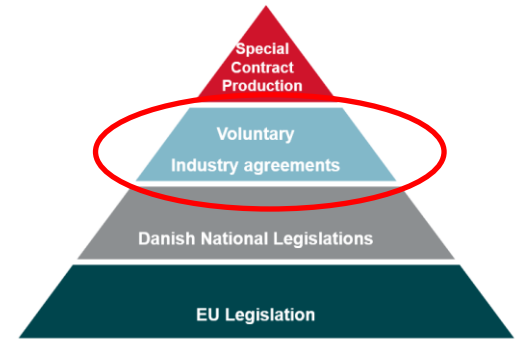 Special
Contract
Production
Voluntary
Industry agreements
Danish National Legislations
EU Legislation